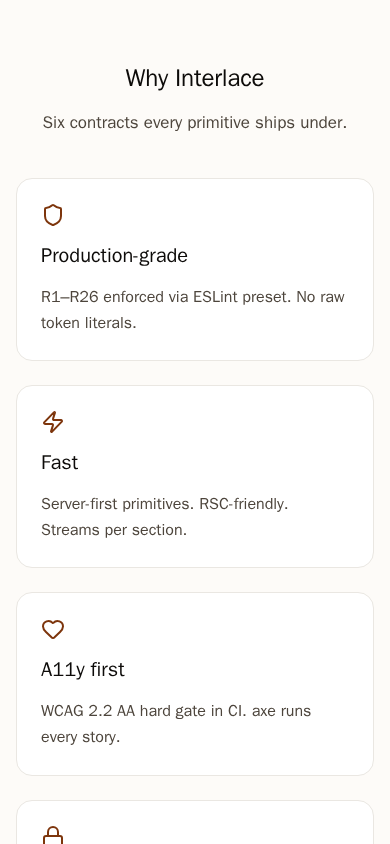 Why Interlace
Six contracts every primitive ships under.
Production-grade
R1–R26 enforced via ESLint preset. No raw
token literals.
Fast
Server-first primitives. RSC-friendly.
Streams per section.
A11y first
WCAG 2.2 AA hard gate in CI. axe runs
every story.